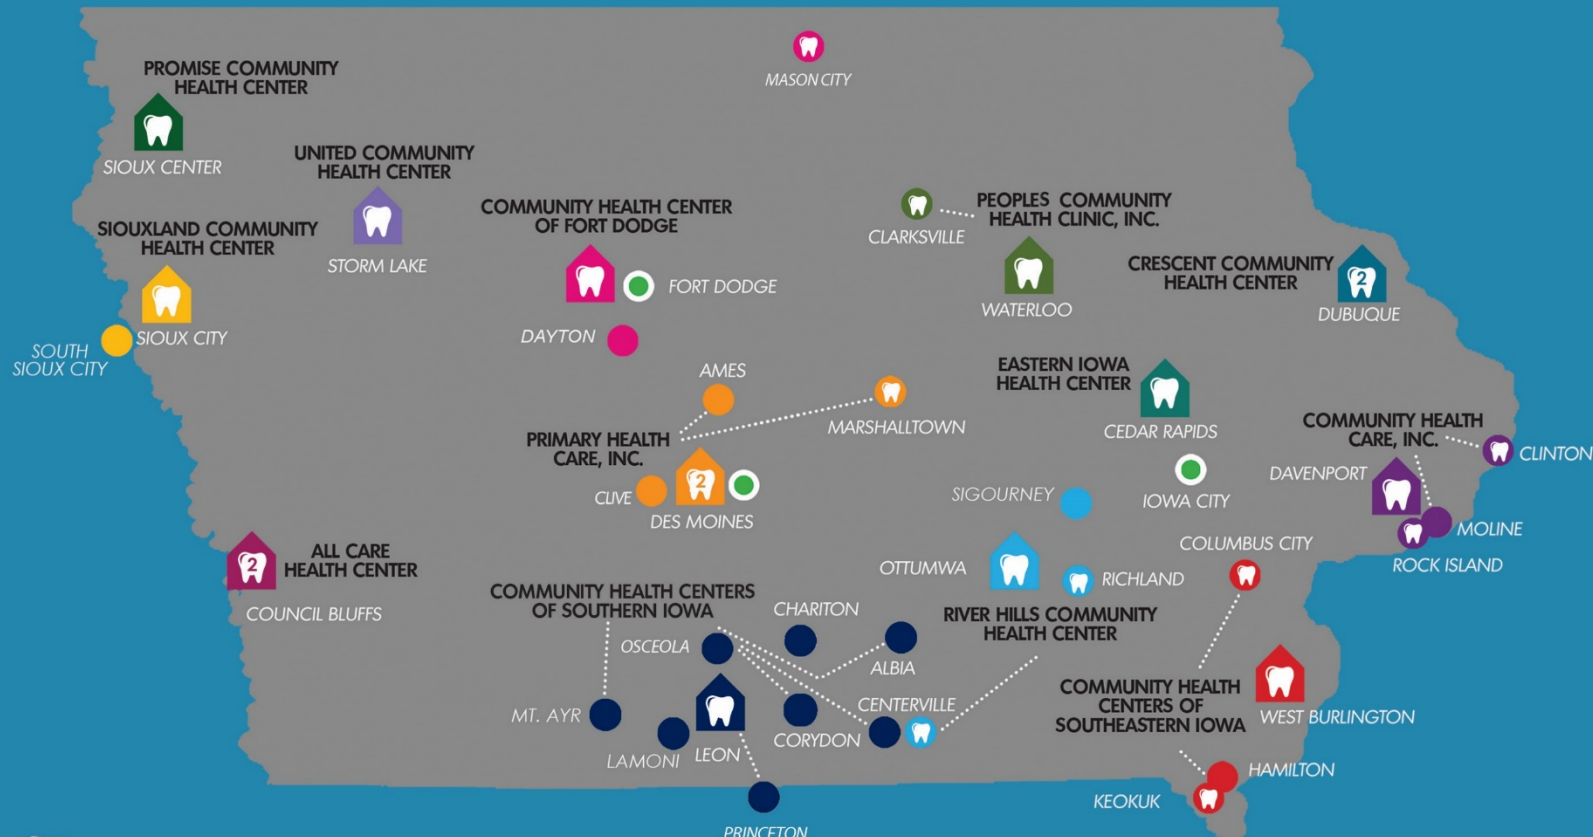 MASON CITY
PROMISE COMMUNITY
HEALTH CENTER
SIOUX CENTER
UNITED COMMUNITY
HEALTH CENTER
STORM LAKE
SIOUXLAND COMMUNITY
HEALTH CENTER
SIOUX CITY
SOUTH
SIOUX CITY
COMMUNITY HEALTH CENTER
OF FORT DODGE
FORT DODGE
DAYTON
CLARKSVILLE
PEOPLES COMMUNITY
HEALTH CLINIC, INC.
WATERLOO
CRESCENT COMMUNITY
HEALTH CENTER
2
DUBUQUE
AMES
MARSHALLTOWN
PRIMARY HEALTH
CARE, INC.
CLIVE
2
DES MOINES
EASTERN IOWA
HEALTH CENTER
CEDAR RAPIDS
IOWA CITY
COMMUNITY HEALTH
CARE, INC.
CLINTON
DAVENPORT
MOLINE
ROCK ISLAND
2
ALL CARE
HEALTH CENTER
COUNCIL BLUFFS
SIGOURNEY
OTTUMWA
RICHLAND
RIVER HILLS COMMUNITY
HEALTH CENTER
COLUMBUS CITY
COMMUNITY HEALTH CENTERS
OF SOUTHERN IOWA
CHARITON
OSCEOLA
ALBIA
MT. AYR
LAMONI
LEON
CORYDON
CENTERVILLE
PRINCETON
COMMUNITY HEALTH
CENTERS OF
SOUTHEASTERN IOWA
WEST BURLINGTON
HAMILTON
KEOKUK